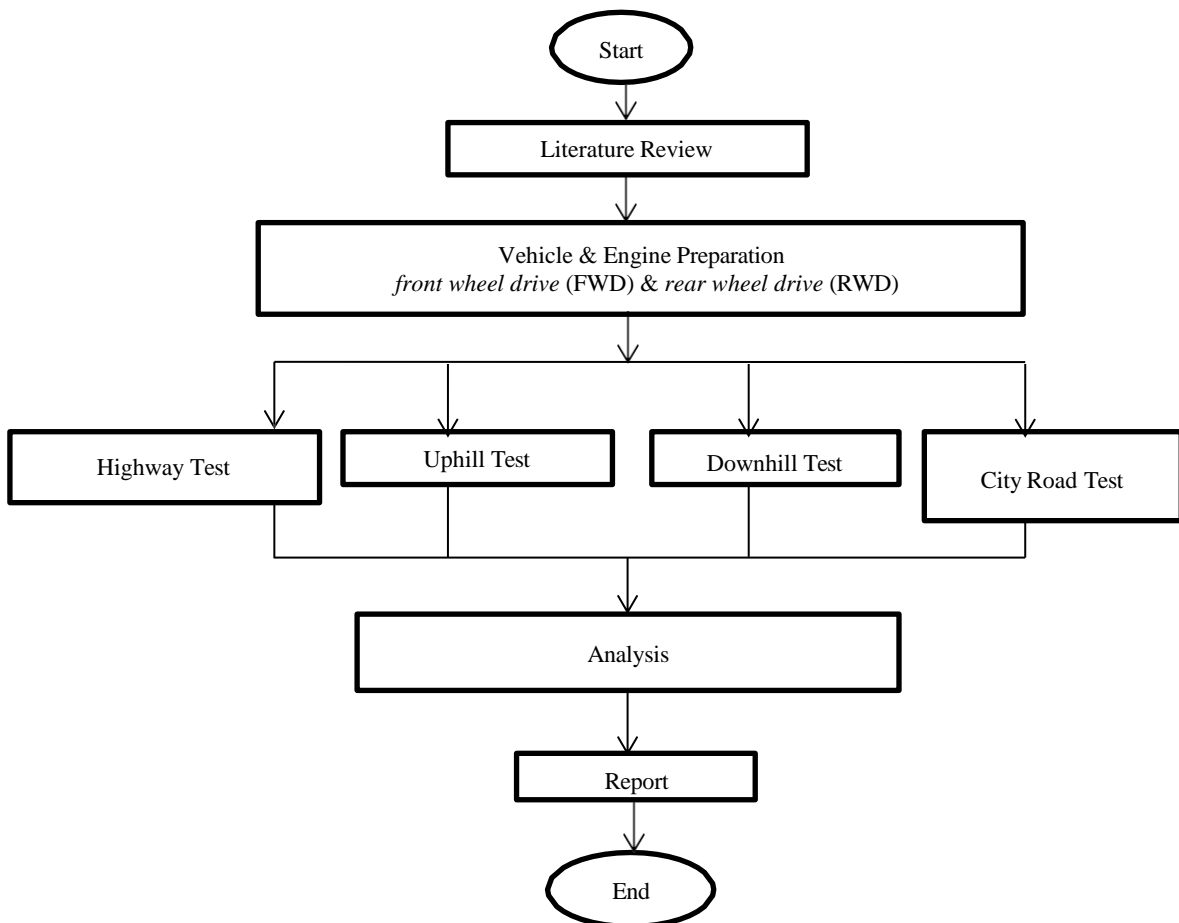 Start
Literature Review
Vehicle & Engine Preparation
front wheel drive (FWD) & rear wheel drive (RWD)
Highway Test
Uphill Test
Downhill Test
City Road Test
Analysis
Report
End